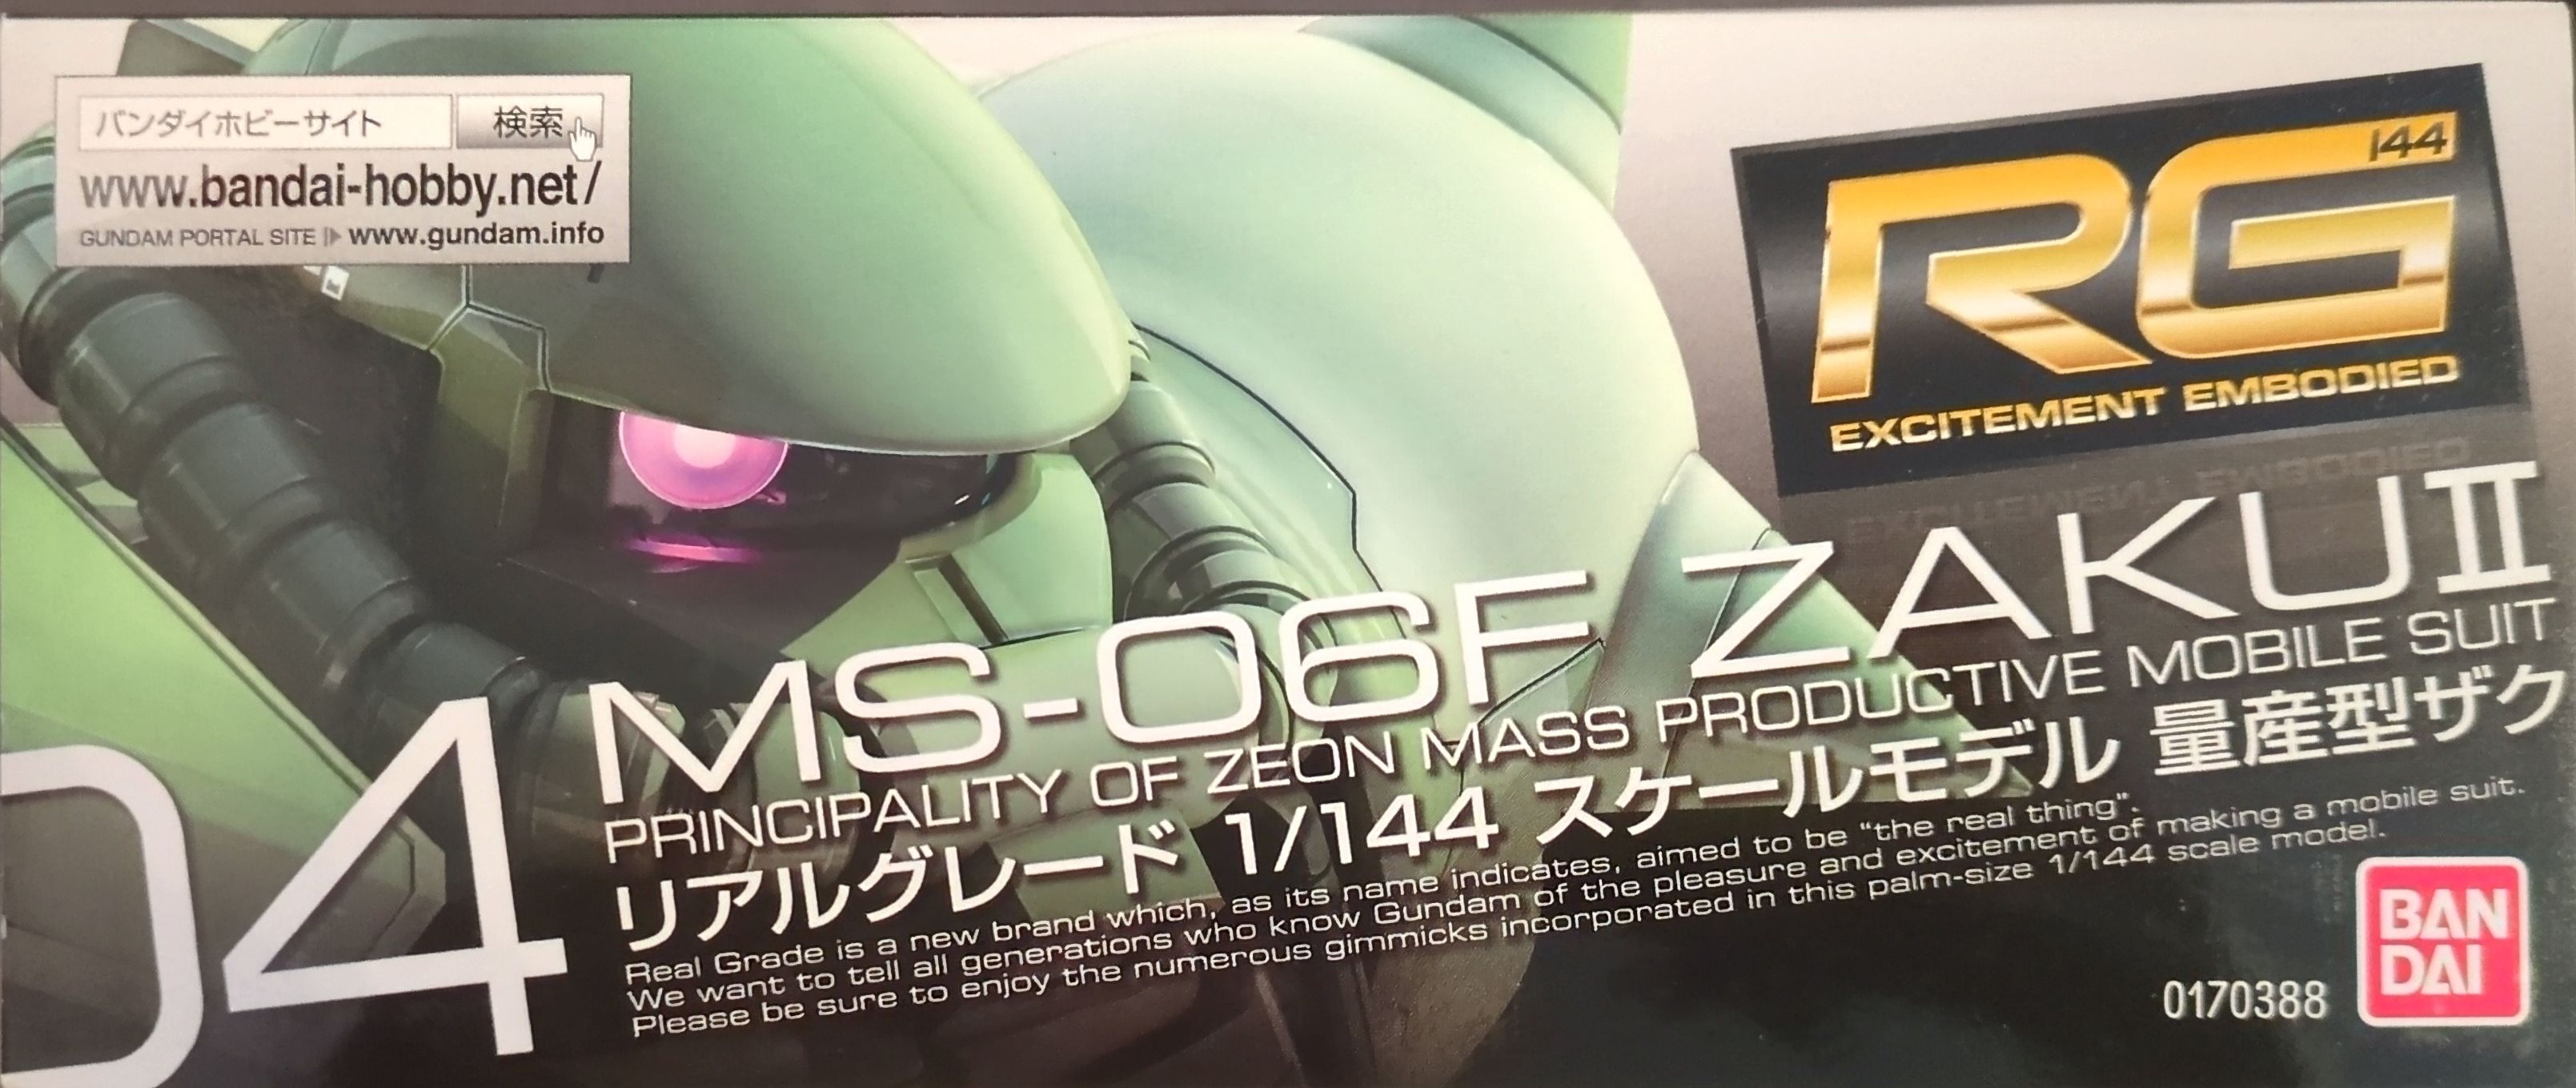 バンダイホビーサイト 検索
www.bandai-hobby.net/
GUNDAM PORTAL SITE www.gundam.info
RG 144
EXCITEMENT EMBODIED
04
MS-06F ZAKUⅡ
PRINCIPALITY OF ZEON MASS PRODUCTIVE MOBILE SUIT
リアルグレード 1/144 スケールモデル 量産型ザク
Real Grade is a new brand which, as its name indicates, aimed to be “the real thing”.
We want to tell all generations who know Gundam of the pleasure and excitement of making a mobile suit.
Please be sure to enjoy the numerous gimmicks incorporated in this palm-size 1/144 scale model.
0170388
BAN
DAI